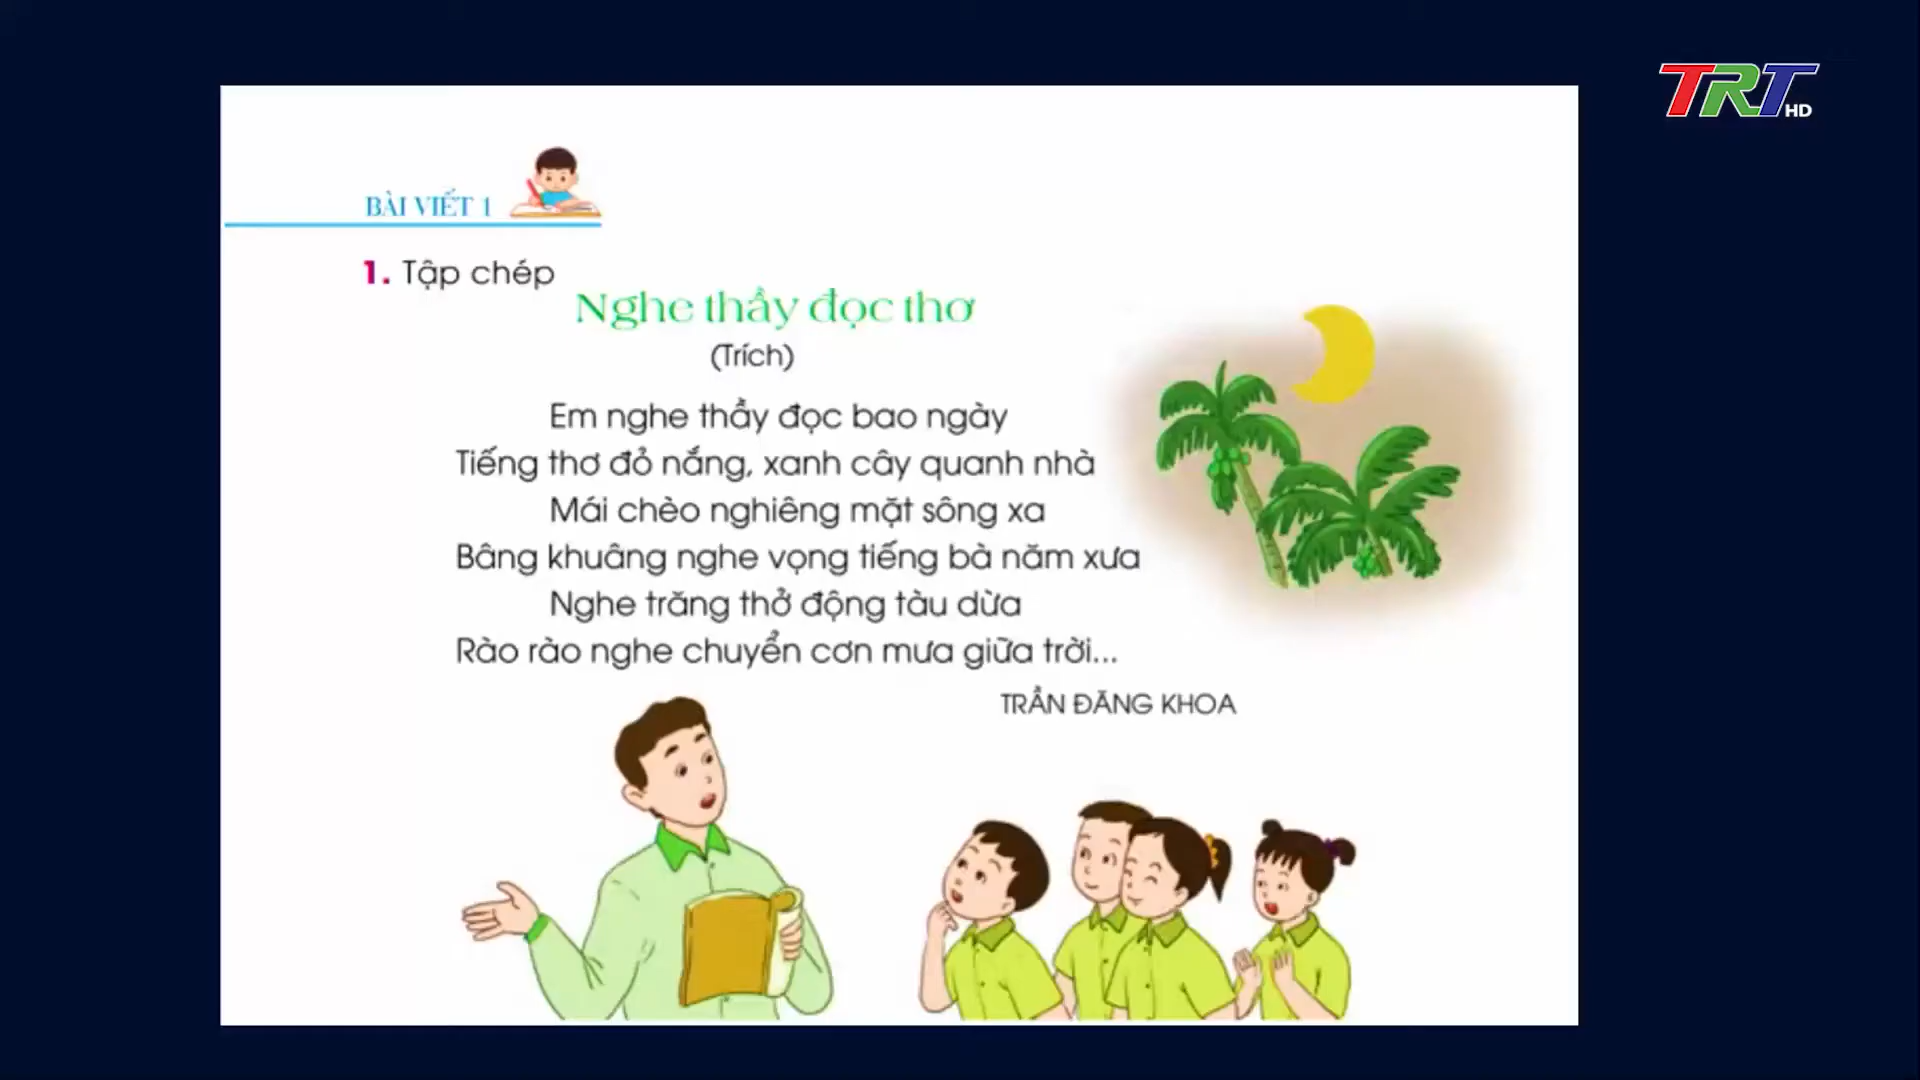 TRT HD
BÀI VIẾT 1
1. Tập chép
Nghe thầy đọc thơ
(Trích)
Em nghe thầy đọc bao ngày
Tiếng thơ đỏ nắng, xanh cây quanh nhà
Mái chèo nghiêng mặt sông xa
Bâng khuâng nghe vọng tiếng bà năm xưa
Nghe trăng thở động tàu dừa
Rào rào nghe chuyển cơn mưa giữa trời...
TRẦN ĐĂNG KHOA